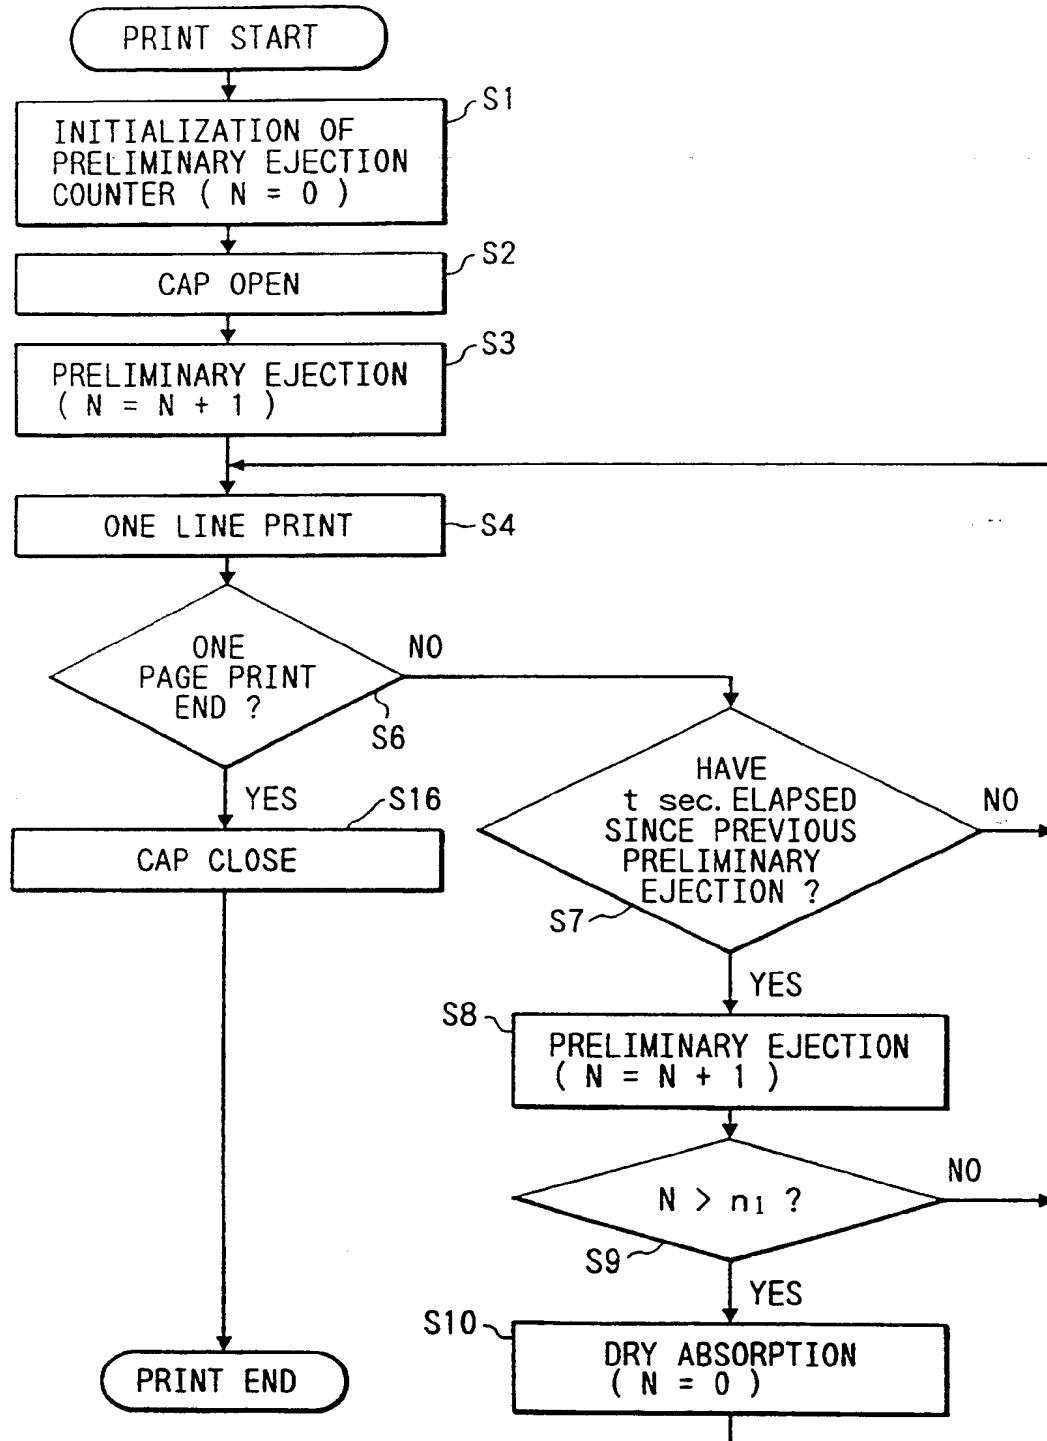 PRINT START
S1
INITIALIZATION OF
PRELIMINARY EJECTION
COUNTER ( N = 0 )
S2
CAP OPEN
S3
PRELIMINARY EJECTION
( N = N + 1 )
ONE LINE PRINT
S4
ONE
PAGE PRINT
END ?
NO
S6
YES
S16
CAP CLOSE
HAVE
t sec. ELAPSED
SINCE PREVIOUS
PRELIMINARY
EJECTION ?
NO
S7
YES
S8
PRELIMINARY EJECTION
( N = N + 1 )
N > n1 ?
NO
S9
YES
S10
DRY ABSORPTION
( N = 0 )
PRINT END